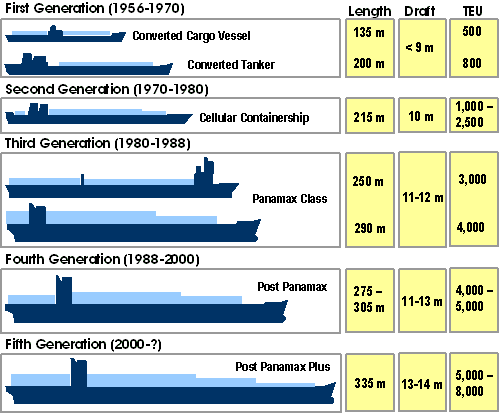 First Generation (1956-1970) Length Draft TEU
Converted Cargo Vessel 135 m 500
< 9 m
Converted Tanker 200 m 800
Second Generation (1970-1980)
Cellular Containership 215 m 10 m 1,000 –
2,500
Third Generation (1980-1988)
250 m 3,000
Panamax Class 11-12 m
290 m 4,000
Fourth Generation (1988-2000)
Post Panamax 275 –
305 m 11-13 m 4,000 –
5,000
Fifth Generation (2000-?)
Post Panamax Plus 335 m 13-14 m 5,000 –
8,000